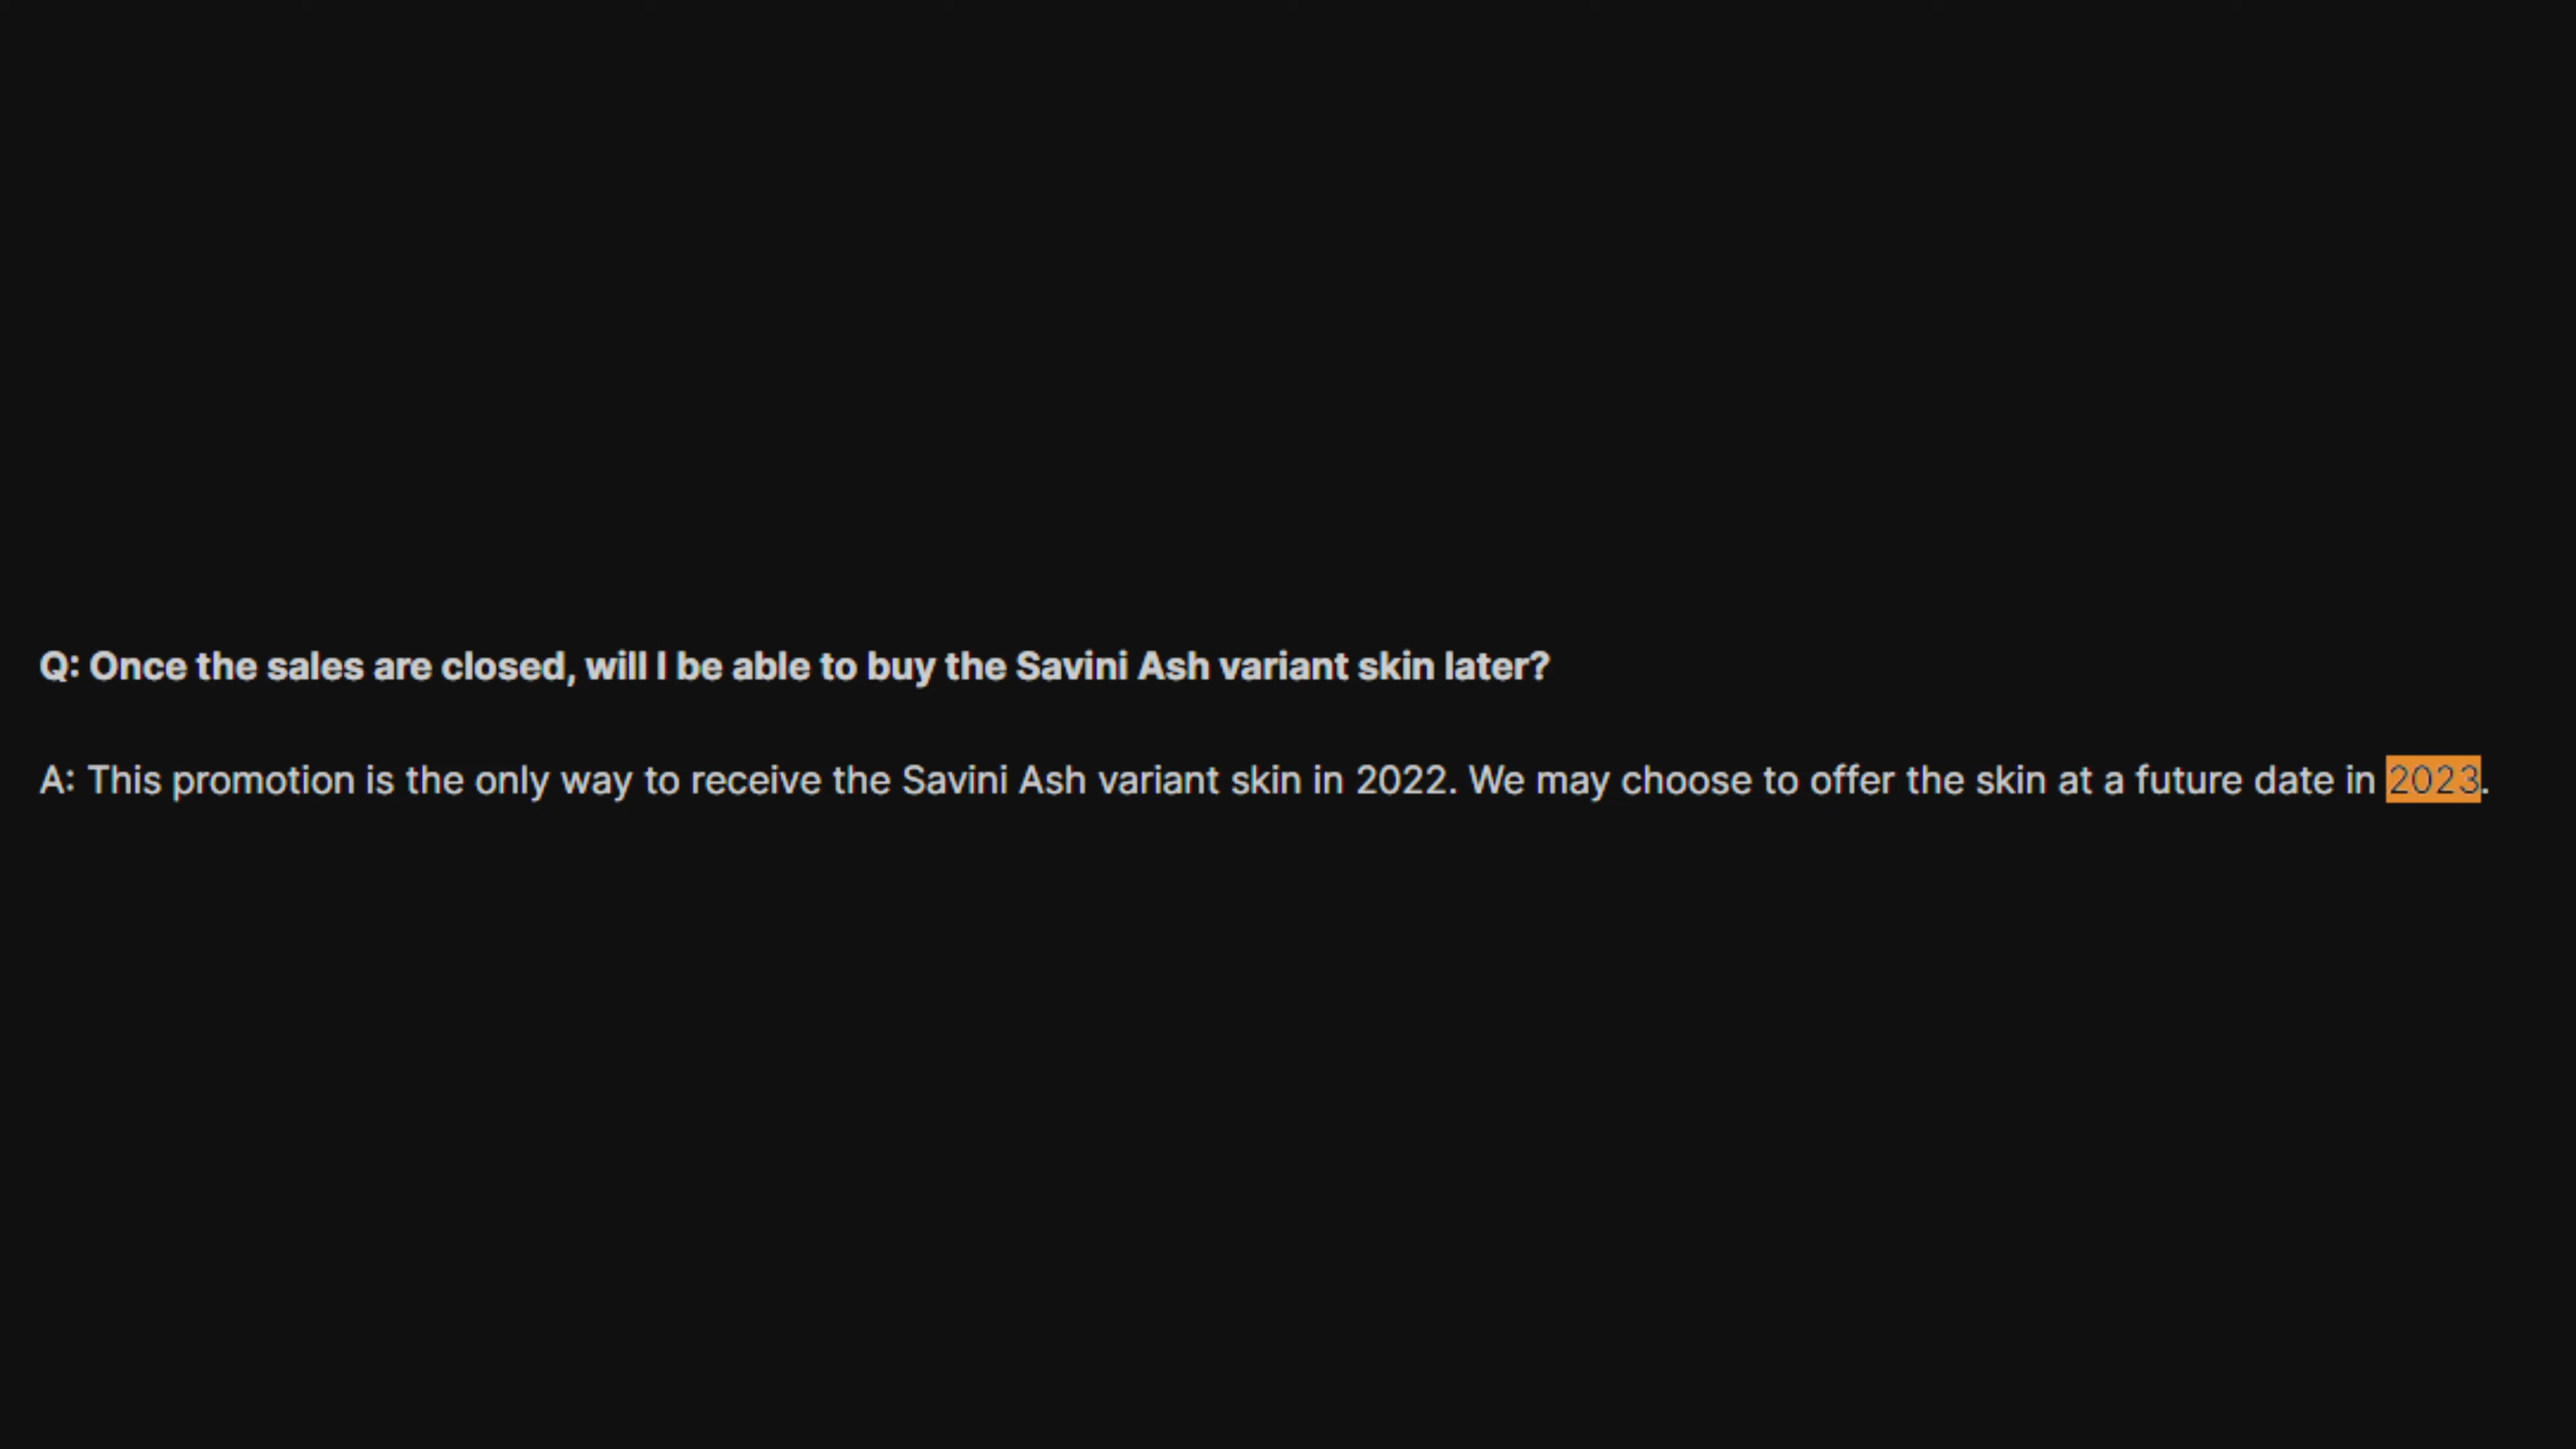 Q: Once the sales are closed, will I be able to buy the Savini Ash variant skin later?
A: This promotion is the only way to receive the Savini Ash variant skin in 2022. We may choose to offer the skin at a future date in 2023.